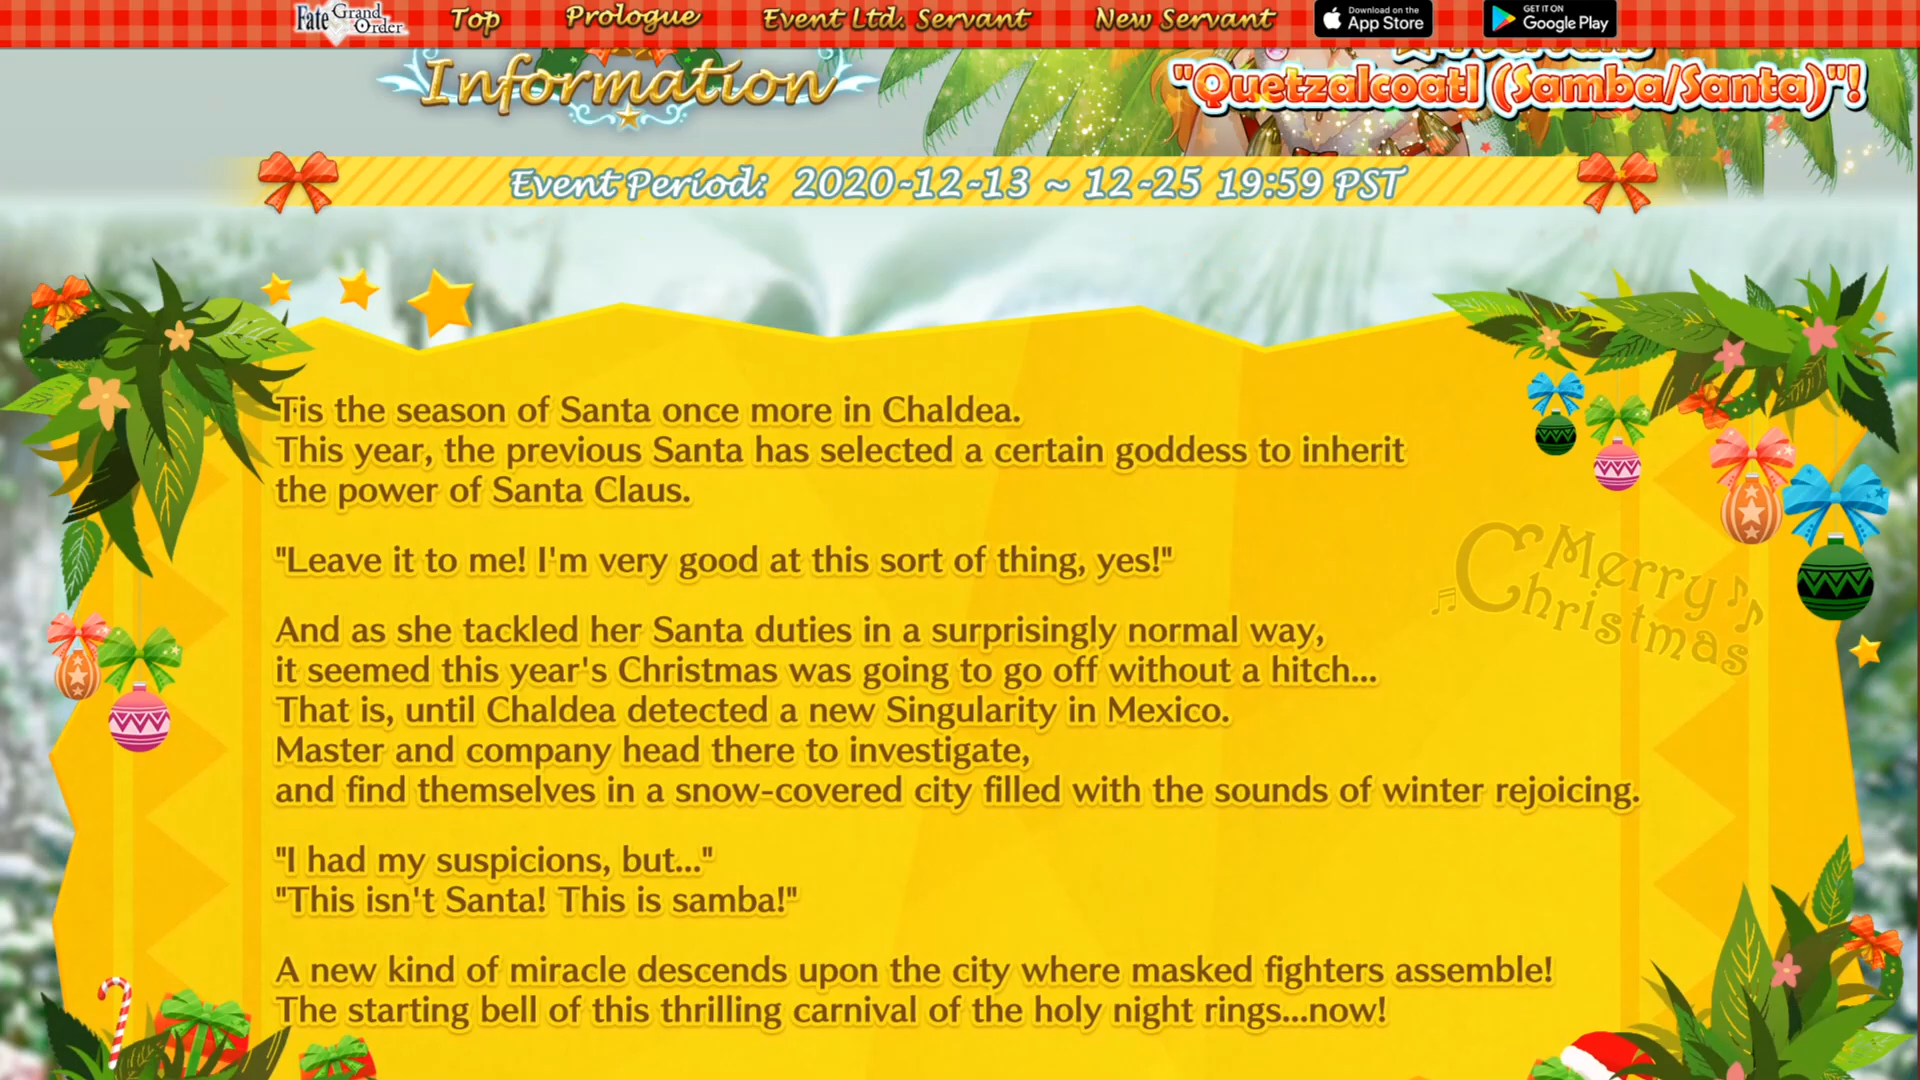 Fate Grand Order
Top
Prologue
Event Ltd. Servant
New Servant
Download on the
App Store
GET IT ON
Google Play
Information
"Quetzalcoatl (Samba/Santa)"!
Event Period: 2020-12-13 ~ 12-25 19:59 PST
'Tis the season of Santa once more in Chaldea.
This year, the previous Santa has selected a certain goddess to inherit
the power of Santa Claus.
"Leave it to me! I'm very good at this sort of thing, yes!"
And as she tackled her Santa duties in a surprisingly normal way,
it seemed this year's Christmas was going to go off without a hitch...
That is, until Chaldea detected a new Singularity in Mexico.
Master and company head there to investigate,
and find themselves in a snow-covered city filled with the sounds of winter rejoicing.
"I had my suspicions, but..."
"This isn't Santa! This is samba!"
A new kind of miracle descends upon the city where masked fighters assemble!
The starting bell of this thrilling carnival of the holy night rings...now!
Merry
Christmas